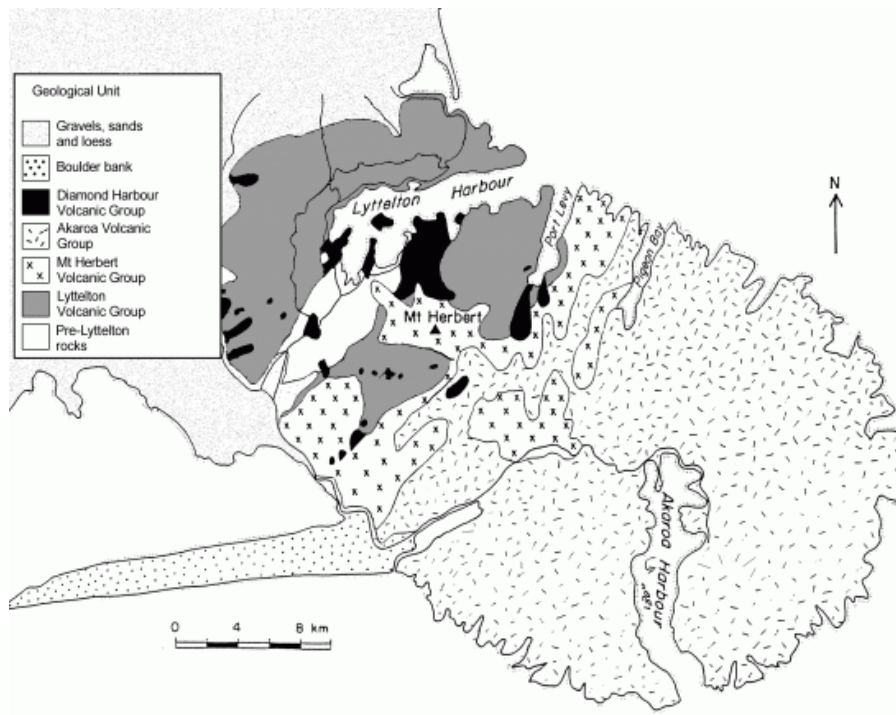 Geological Unit
Gravels, sands
and loess
Boulder bank
Diamond Harbour
Volcanic Group
Akaroa Volcanic
Group
Mt Herbert
Volcanic Group
Lyttelton
Volcanic Group
Pre-Lyttelton
rocks
Lyttelton Harbour
Port Levy
Pigeon Bay
N
Mt Herbert
Akaroa Harbour
0 4 8 km